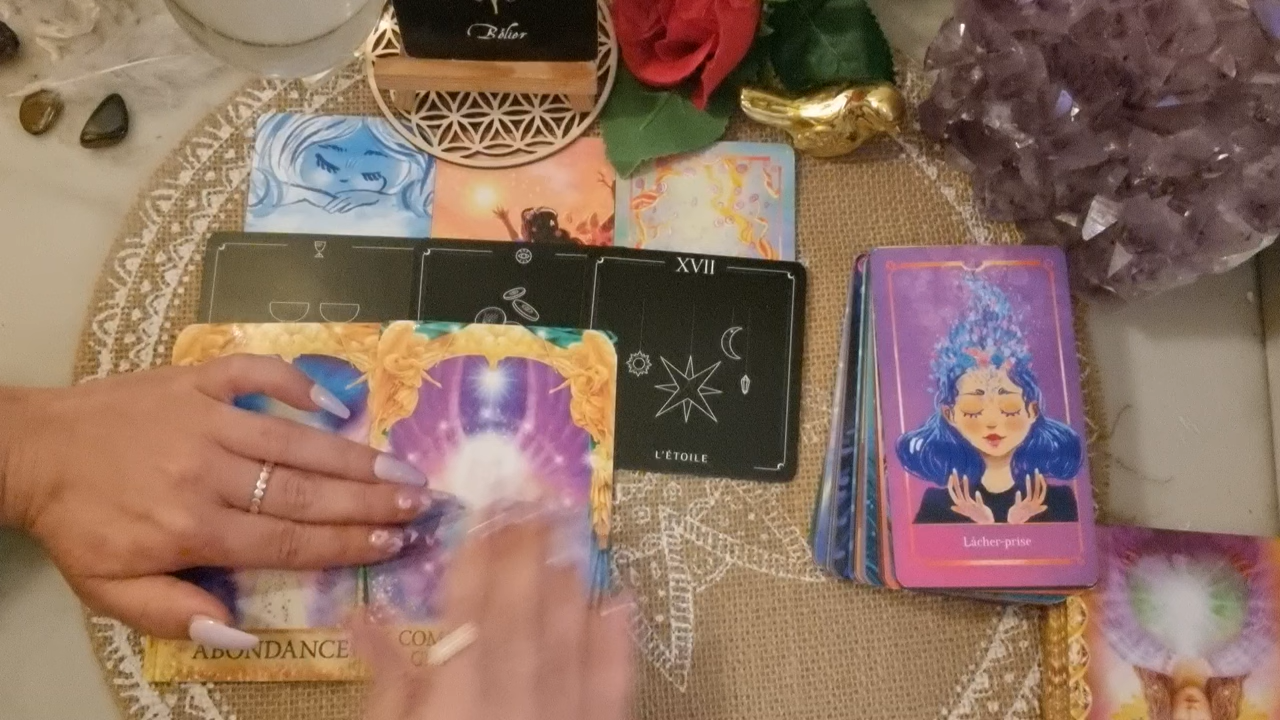 Bélier
XVII
L'ÉTOILE
Lâcher-prise
ABONDANCE